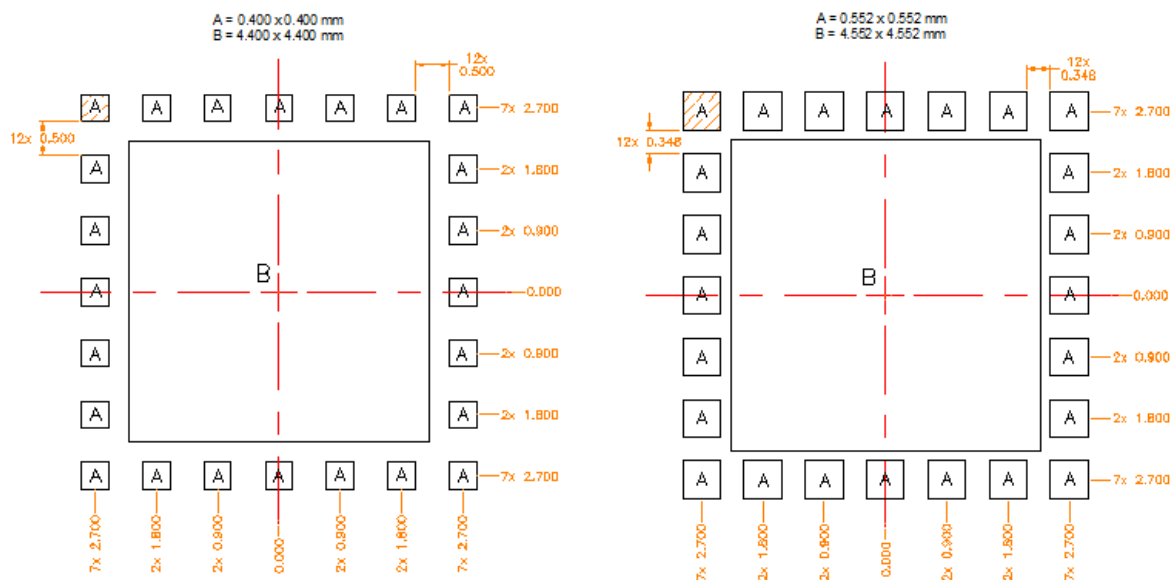 A = 0.400 x 0.400 mm
B = 4.400 x 4.400 mm
12x
0.500
A A A A A A A 7x 2.700
12x 0.500
A A 2x 1.800
A A 2x 0.900
B
A A 0.000
A A 2x 0.900
A A 2x 1.800
A A A A A A A 7x 2.700
7x 2.700
2x 1.800
2x 0.900
0.000
2x 0.900
2x 1.800
7x 2.700
A = 0.552 x 0.552 mm
B = 4.552 x 4.552 mm
12x
0.348
A A A A A A A 7x 2.700
12x 0.348
A A 2x 1.800
A A 2x 0.900
B
A A 0.000
A A 2x 0.900
A A 2x 1.800
A A A A A A A 7x 2.700
7x 2.700
2x 1.800
2x 0.900
0.000
2x 0.900
2x 1.800
7x 2.700